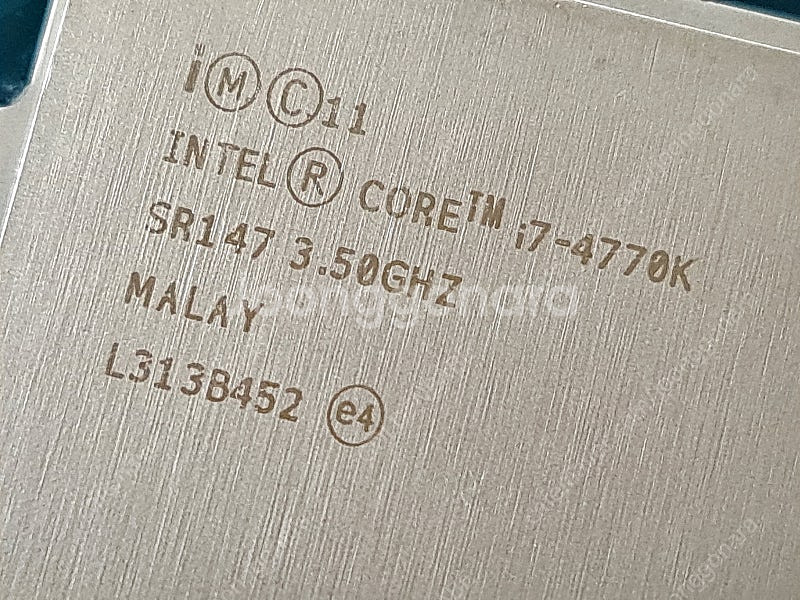 iⓂ©11
INTEL® CORE™ i7-4770K
SR147 3.50GHZ
MALAY
L313B452 e4
joonggonara